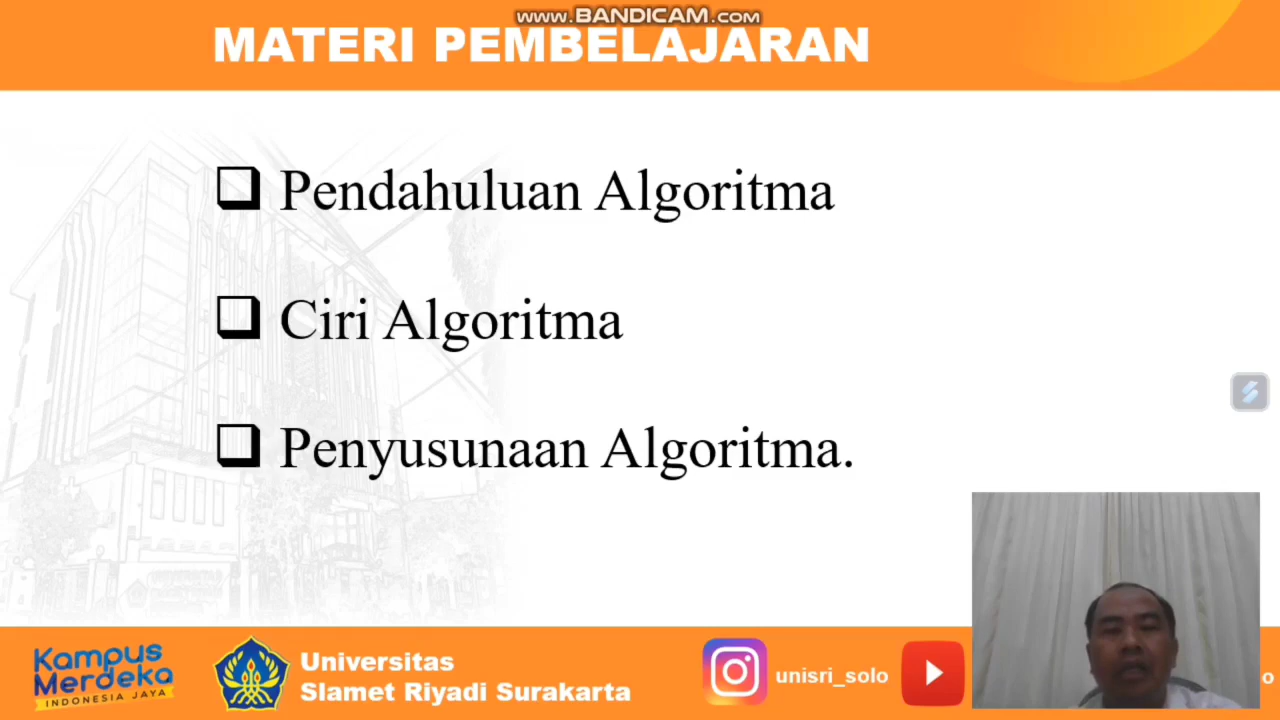 www.BANDICAM.com
MATERI PEMBELAJARAN
Pendahuluan Algoritma
Ciri Algoritma
Penyusunaan Algoritma.
Kampus
Merdeka
INDONESIA JAYA
Universitas
Slamet Riyadi Surakarta
unisri_solo
o